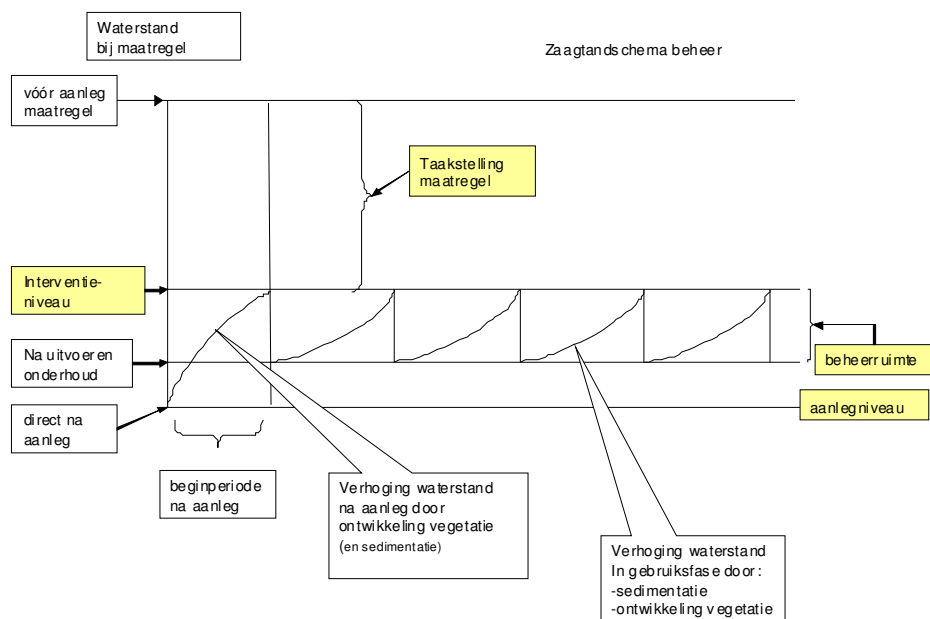 Waterstand
bij maatregel
Zaagtandschema beheer
vóór aanleg
maatregel
Taakstelling
maatregel
Interventie-
niveau
Na uitvoeren
onderhoud
beheerruimte
direct na
aanleg
aanlegniveau
beginperiode
na aanleg
Verhoging waterstand
na aanleg door
ontwikkeling vegetatie
(en sedimentatie)
Verhoging waterstand
In gebruiksfase door:
-sedimentatie
-ontwikkeling vegetatie